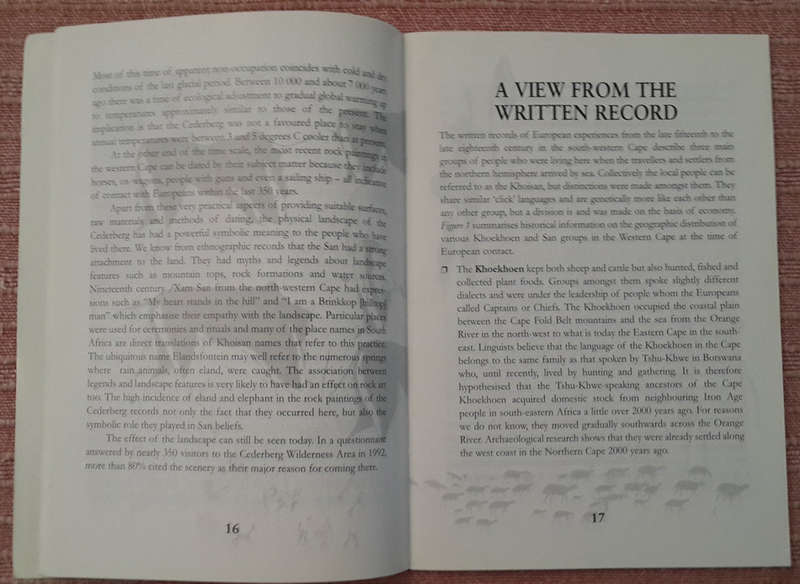 Most of this time of apparent non-occupation coincides with cold and dry
conditions of the last glacial period. Between 10 000 and about 7 000 years
ago there was a time of ecological adjustment to gradual global warming up
to temperatures approximately similar to those of the present. The
implication is that the Cederberg was not a favoured place to stay when
annual temperatures were between 3 and 5 degrees C cooler than at present.
At the other end of the time scale, the most recent rock paintings in
the western Cape can be dated by their subject matter because they include
horses, ox-wagons, people with guns and even a sailing ship – all indicative
of contact with Europeans within the last 350 years.
Apart from these very practical aspects of providing suitable surfaces,
raw materials and methods of dating, the physical landscape of the
Cederberg has had a powerful symbolic meaning to the people who have
lived there. We know from ethnographic records that the San had a strong
attachment to the land. They had myths and legends about landscape
features such as mountain tops, rock formations and water sources.
Nineteenth century /Xam San from the north-western Cape had expres-
sions such as "My heart stands in the hill" and "I am a Brinkkop [hilltop]
man" which emphasise their empathy with the landscape. Particular places
were used for ceremonies and rituals and many of the place names in South
Africa are direct translations of Khoisan names that refer to this practice.
The ubiquitous name Elandsfontein may well refer to the numerous springs
where rain animals, often eland, were caught. The association between
legends and landscape features is very likely to have had an effect on rock art
too. The high incidence of eland and elephant in the rock paintings of the
Cederberg records not only the fact that they occurred here, but also the
symbolic role they played in San beliefs.
The effect of the landscape can still be seen today. In a questionnaire
answered by nearly 350 visitors to the Cederberg Wilderness Area in 1992,
more than 80% cited the scenery as their major reason for coming there.
16
A VIEW FROM THE
WRITTEN RECORD
The written records of European experiences from the late fifteenth to the
late eighteenth century in the south-western Cape describe three main
groups of people who were living here when the travellers and settlers from
the northern hemisphere arrived by sea. Collectively the local people can be
referred to as the Khoisan, but distinctions were made amongst them. They
share similar 'click' languages and are genetically more like each other than
any other group, but a division is and was made on the basis of economy.
Figure 3 summarises historical information on the geographic distribution of
various Khoekhoen and San groups in the Western Cape at the time of
European contact.
❒ The Khoekhoen kept both sheep and cattle but also hunted, fished and
collected plant foods. Groups amongst them spoke slightly different
dialects and were under the leadership of people whom the Europeans
called Captains or Chiefs. The Khoekhoen occupied the coastal plain
between the Cape Fold Belt mountains and the sea from the Orange
River in the north-west to what is today the Eastern Cape in the south-
east. Linguists believe that the language of the Khoekhoen in the Cape
belongs to the same family as that spoken by Tshu-Khwe in Botswana
who, until recently, lived by hunting and gathering. It is therefore
hypothesised that the Tshu-Khwe-speaking ancestors of the Cape
Khoekhoen acquired domestic stock from neighbouring Iron Age
people in south-eastern Africa a little over 2000 years ago. For reasons
we do not know, they moved gradually southwards across the Orange
River. Archaeological research shows that they were already settled along
the west coast in the Northern Cape 2000 years ago.
17